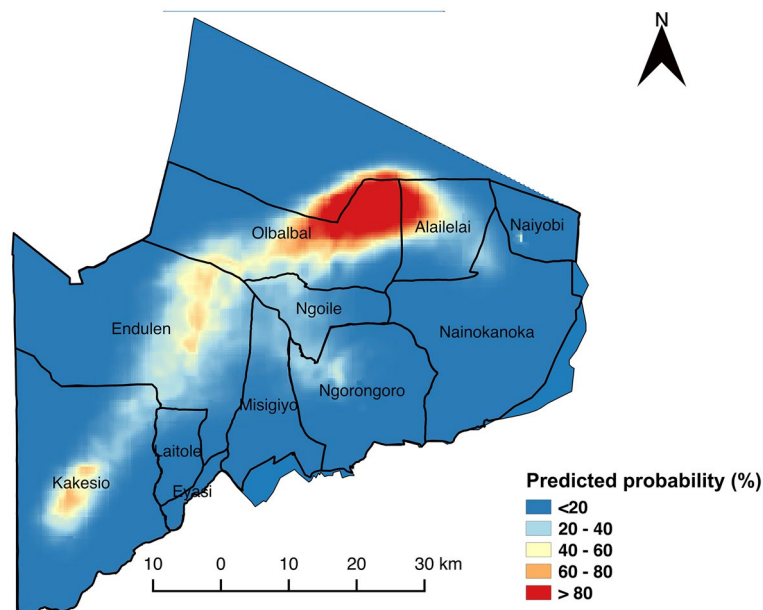 N
Naiyobi
Alailelai
Olbalbal
Ngoile
Endulen
Nainokanoka
Ngorongoro
Misigiyo
Laitole
Kakesio
Eyasi
Predicted probability (%)
<20
20 - 40
40 - 60
60 - 80
> 80
10 0 10 20 30 km